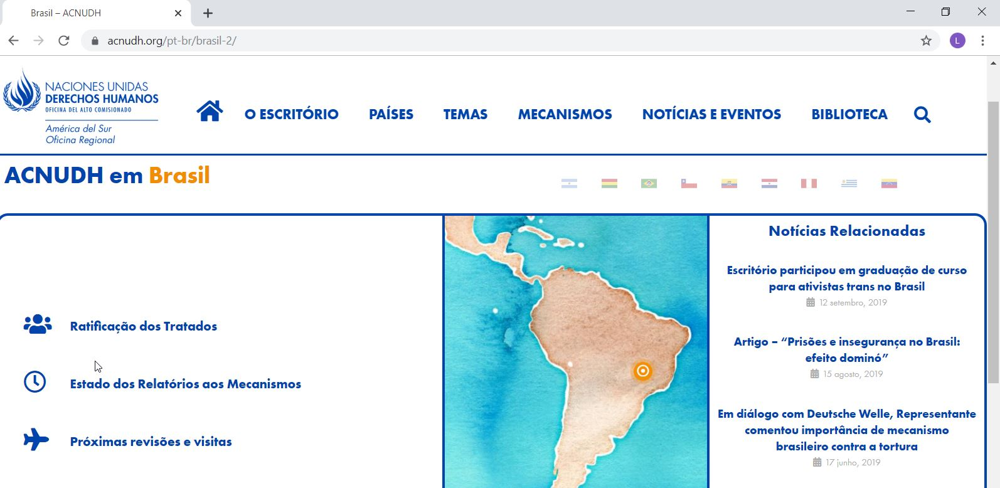 Brasil – ACNUDH
acnudh.org/pt-br/brasil-2/
L
NACIONES UNIDAS
DERECHOS HUMANOS
OFICINA DEL ALTO COMISIONADO
América del Sur
Oficina Regional
O ESCRITÓRIO PAÍSES TEMAS MECANISMOS NOTÍCIAS E EVENTOS BIBLIOTECA
ACNUDH em Brasil
Ratificação dos Tratados
Estado dos Relatórios aos Mecanismos
Próximas revisões e visitas
Notícias Relacionadas
Escritório participou em graduação de curso
para ativistas trans no Brasil
12 setembro, 2019
Artigo – “Prisões e insegurança no Brasil:
efeito dominó”
15 agosto, 2019
Em diálogo com Deutsche Welle, Representante
comentou importância de mecanismo
brasileiro contra a tortura
17 junho, 2019